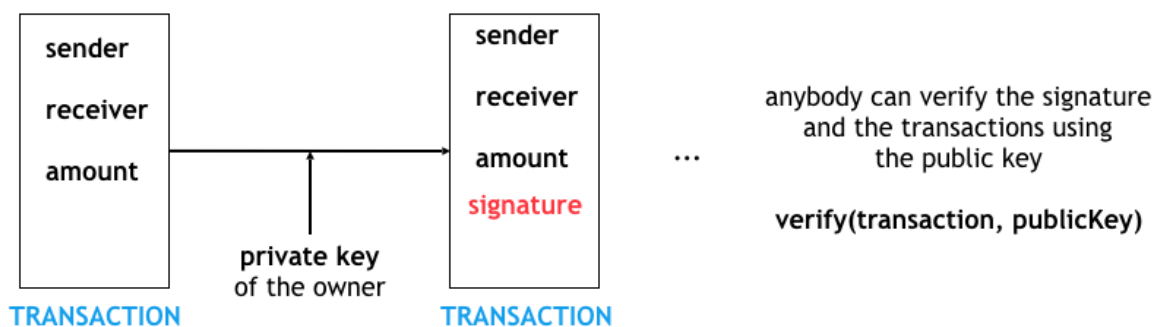 sender
receiver
amount
TRANSACTION
private key
of the owner
sender
receiver
amount
signature
TRANSACTION
...
anybody can verify the signature
and the transactions using
the public key
verify(transaction, publicKey)